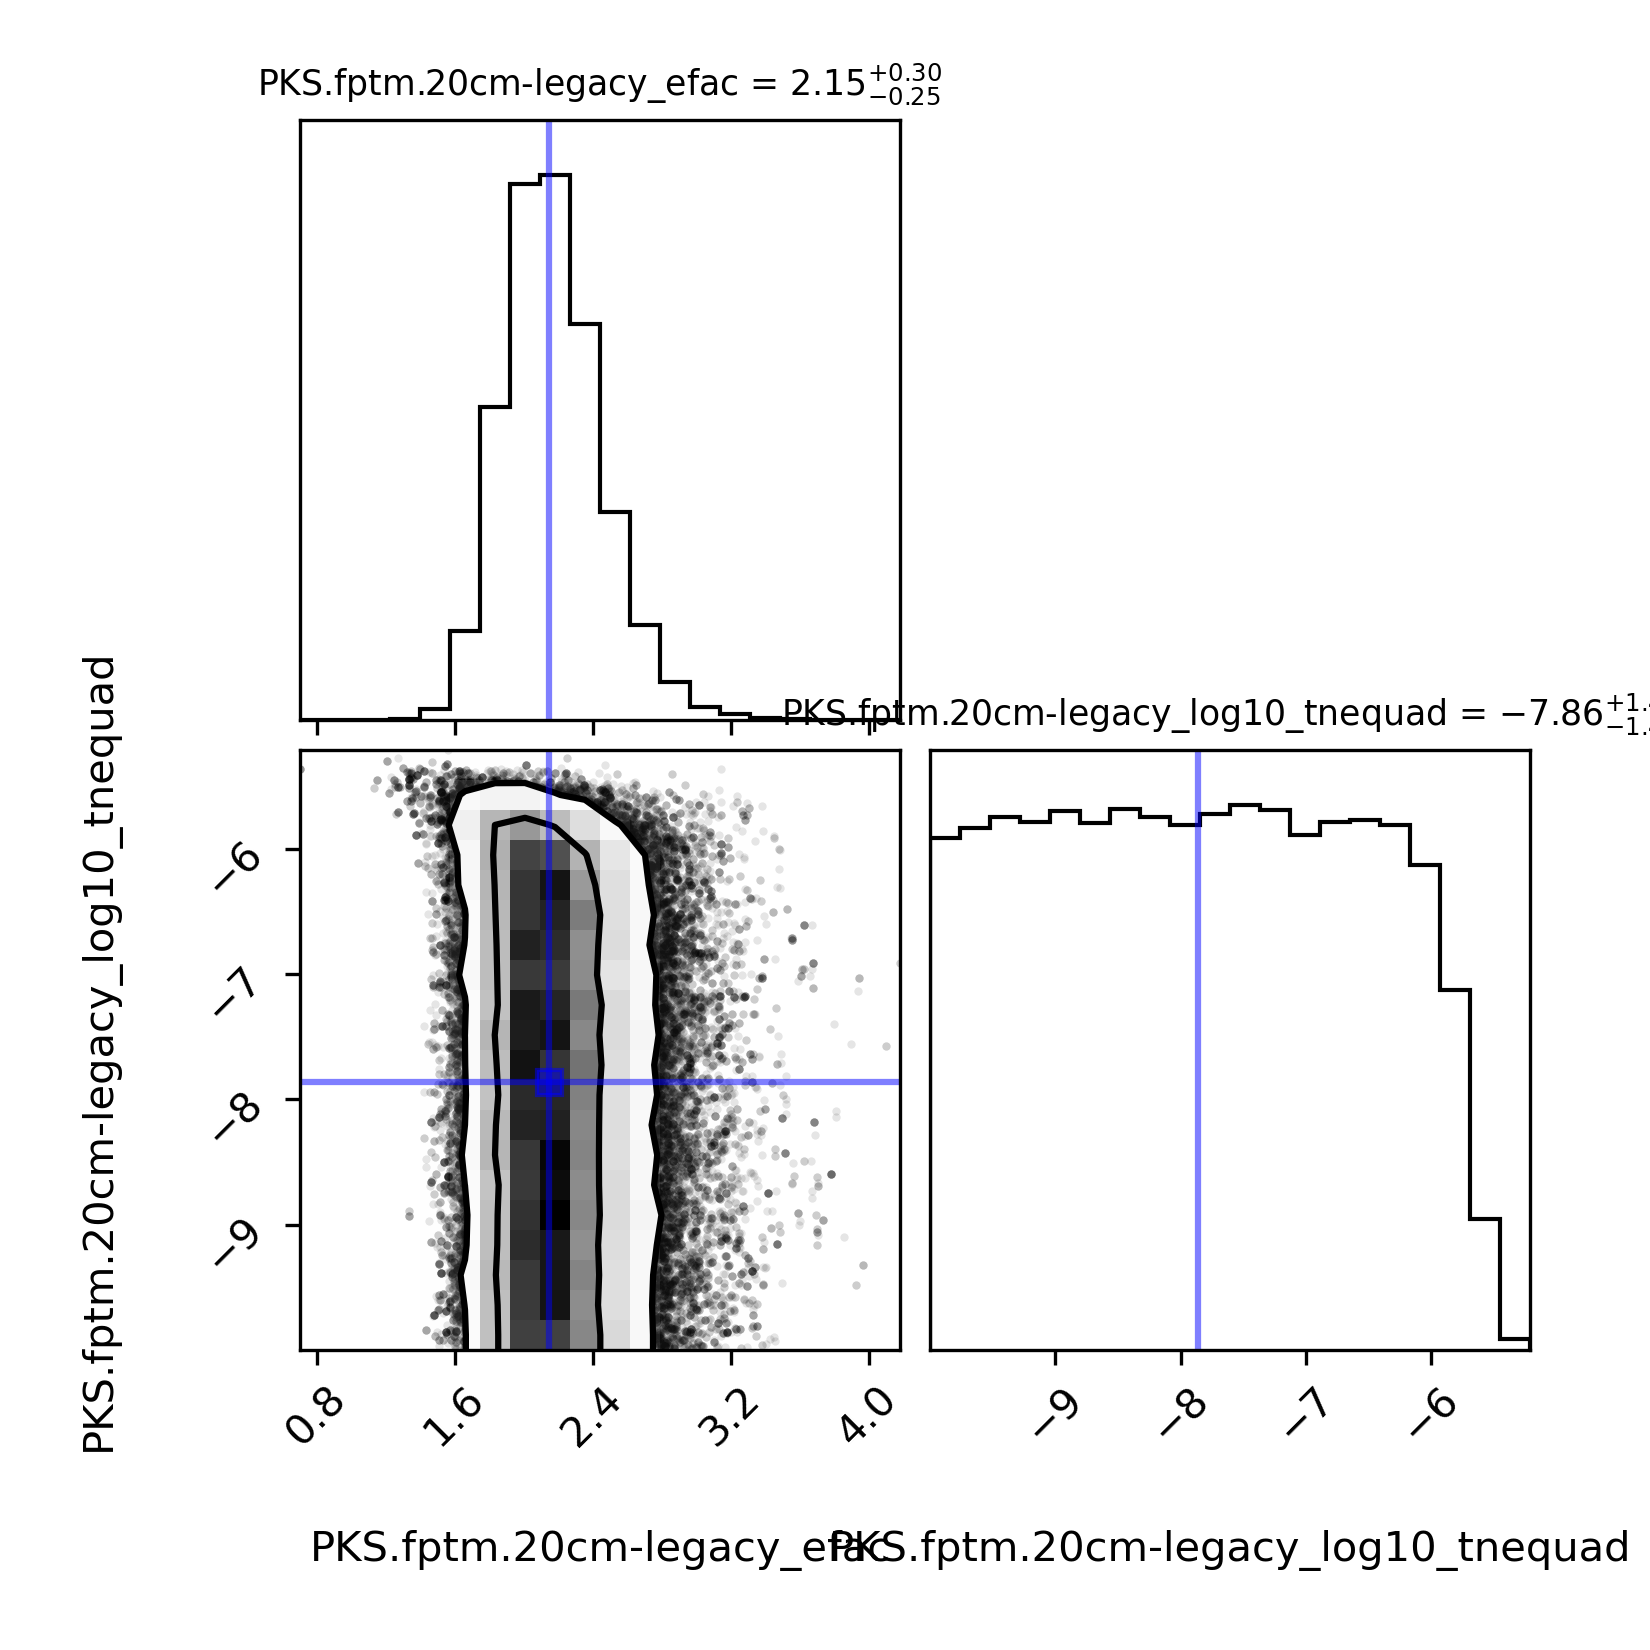 PKS.fptm.20cm-legacy_efac = 2.15+0.30 −0.25
PKS.fptm.20cm-legacy_log10_tnequad = −7.86
PKS.fptm.20cm-legacy_log10_tnequad
−6
−7
−8
−9
0.8 1.6 2.4 3.2 4.0
−9 −8 −7 −6
PKS.fptm.20cm-legacy_efac
PKS.fptm.20cm-legacy_log10_tnequad